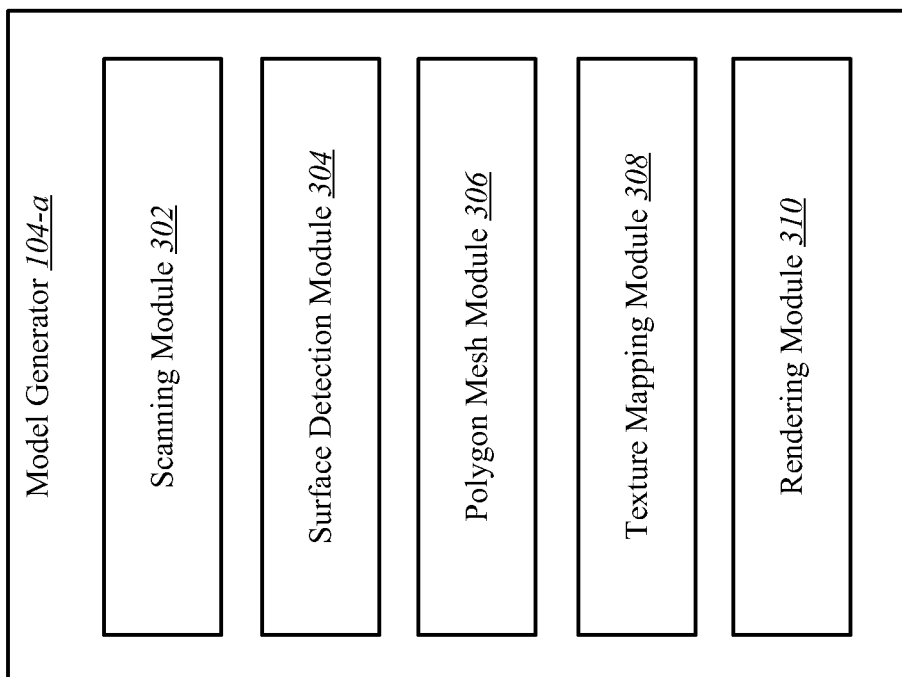 Model Generator 104-a
Scanning Module 302
Surface Detection Module 304
Polygon Mesh Module 306
Texture Mapping Module 308
Rendering Module 310